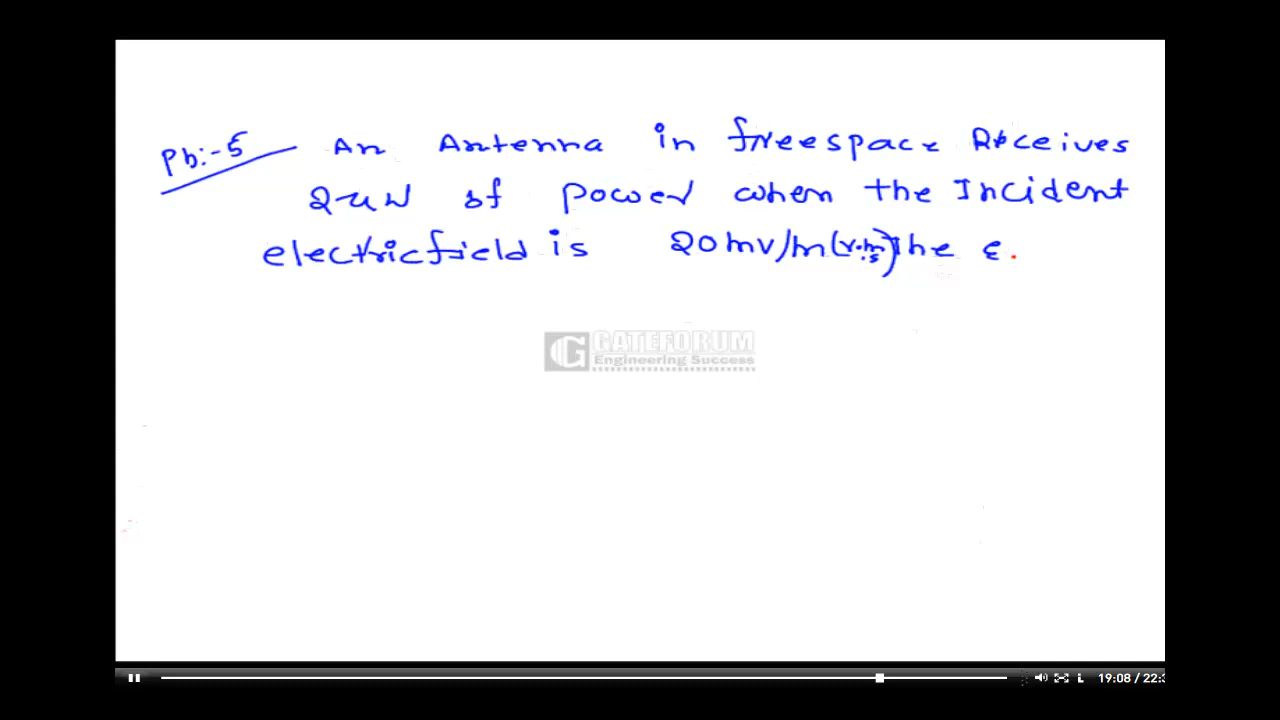 Pb:-5 An Antenna in freespace Receives
2μW of power when the Incident
electricfield is 20mV/m(r.m.s) The e
GATEFORUM
Engineering Success
19:08 / 22:3